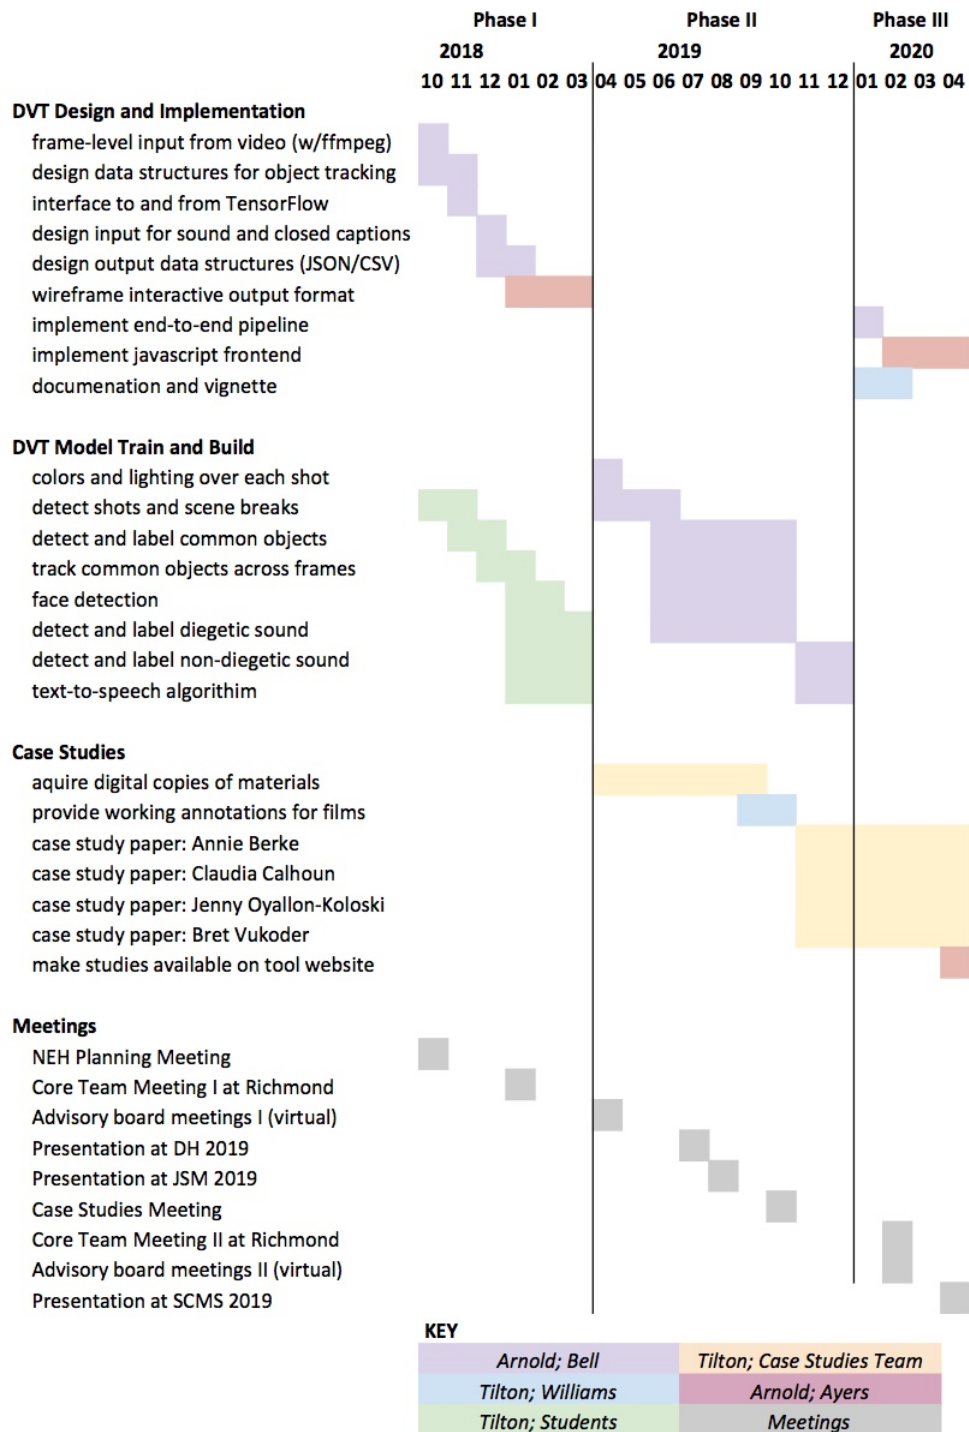 Phase I Phase II Phase III
2018 2019 2020
10 11 12 01 02 03 04 05 06 07 08 09 10 11 12 01 02 03 04
DVT Design and Implementation
frame-level input from video (w/ffmpeg)
design data structures for object tracking
interface to and from TensorFlow
design input for sound and closed captions
design output data structures (JSON/CSV)
wireframe interactive output format
implement end-to-end pipeline
implement javascript frontend
documenation and vignette
DVT Model Train and Build
colors and lighting over each shot
detect shots and scene breaks
detect and label common objects
track common objects across frames
face detection
detect and label diegetic sound
detect and label non-diegetic sound
text-to-speech algorithim
Case Studies
aquire digital copies of materials
provide working annotations for films
case study paper: Annie Berke
case study paper: Claudia Calhoun
case study paper: Jenny Oyallon-Koloski
case study paper: Bret Vukoder
make studies available on tool website
Meetings
NEH Planning Meeting
Core Team Meeting I at Richmond
Advisory board meetings I (virtual)
Presentation at DH 2019
Presentation at JSM 2019
Case Studies Meeting
Core Team Meeting II at Richmond
Advisory board meetings II (virtual)
Presentation at SCMS 2019
KEY
Arnold; Bell Tilton; Case Studies Team
Tilton; Williams Arnold; Ayers
Tilton; Students Meetings